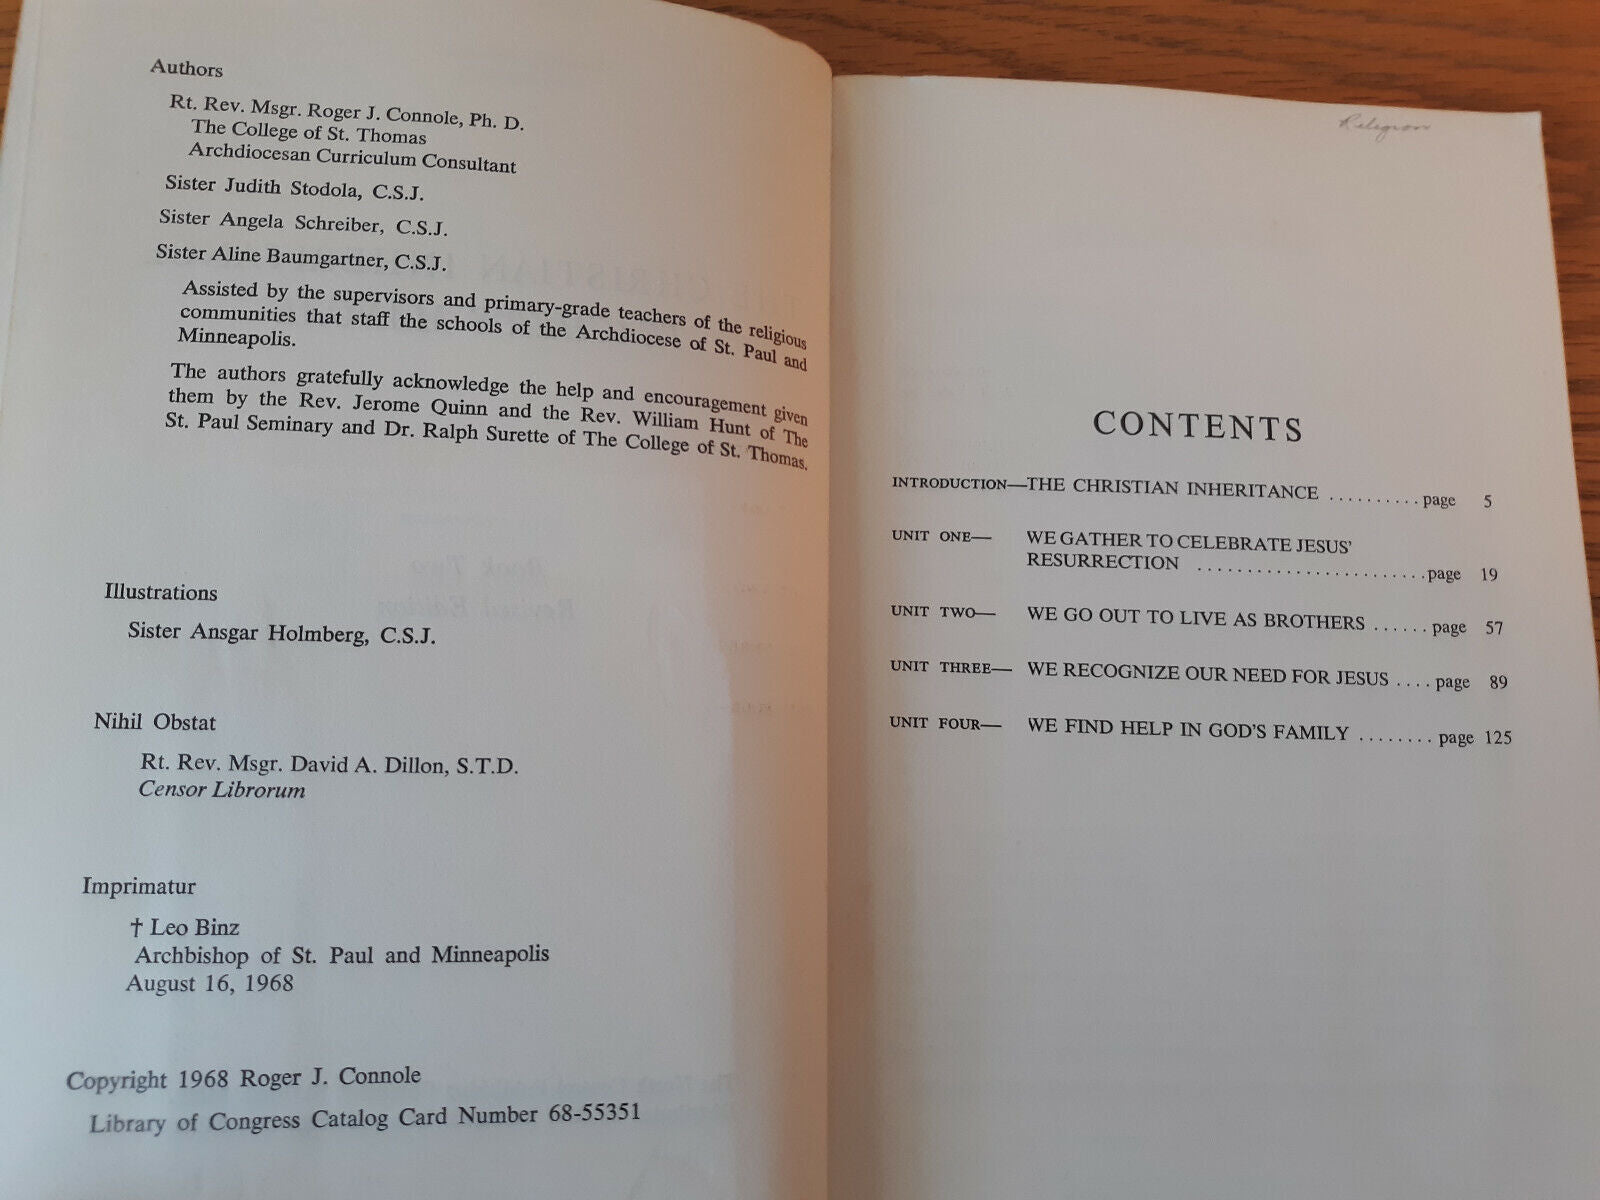 Authors
Rt. Rev. Msgr. Roger J. Connole, Ph. D.
The College of St. Thomas
Archdiocesan Curriculum Consultant
Sister Judith Stodola, C.S.J.
Sister Angela Schreiber, C.S.J.
Sister Aline Baumgartner, C.S.J.
Assisted by the supervisors and primary-grade teachers of the religious
communities that staff the schools of the Archdiocese of St. Paul and
Minneapolis.
The authors gratefully acknowledge the help and encouragement given
them by the Rev. Jerome Quinn and the Rev. William Hunt of The
St. Paul Seminary and Dr. Ralph Surette of The College of St. Thomas.
Illustrations
Sister Ansgar Holmberg, C.S.J.
Nihil Obstat
Rt. Rev. Msgr. David A. Dillon, S.T.D.
Censor Librorum
Imprimatur
† Leo Binz
Archbishop of St. Paul and Minneapolis
August 16, 1968
Copyright 1968 Roger J. Connole
Library of Congress Catalog Card Number 68-55351
Religion
CONTENTS
INTRODUCTION—THE CHRISTIAN INHERITANCE .......... page 5
UNIT ONE— WE GATHER TO CELEBRATE JESUS'
RESURRECTION ........................ page 19
UNIT TWO— WE GO OUT TO LIVE AS BROTHERS ...... page 57
UNIT THREE— WE RECOGNIZE OUR NEED FOR JESUS .... page 89
UNIT FOUR— WE FIND HELP IN GOD'S FAMILY ........ page 125